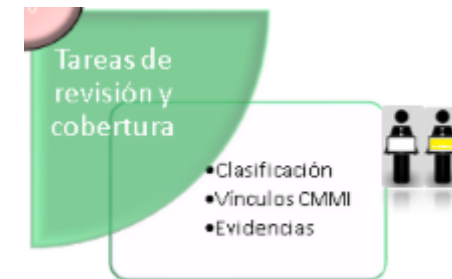 Tareas de
revisión y
cobertura
•Clasificación
•Vínculos CMMI
•Evidencias